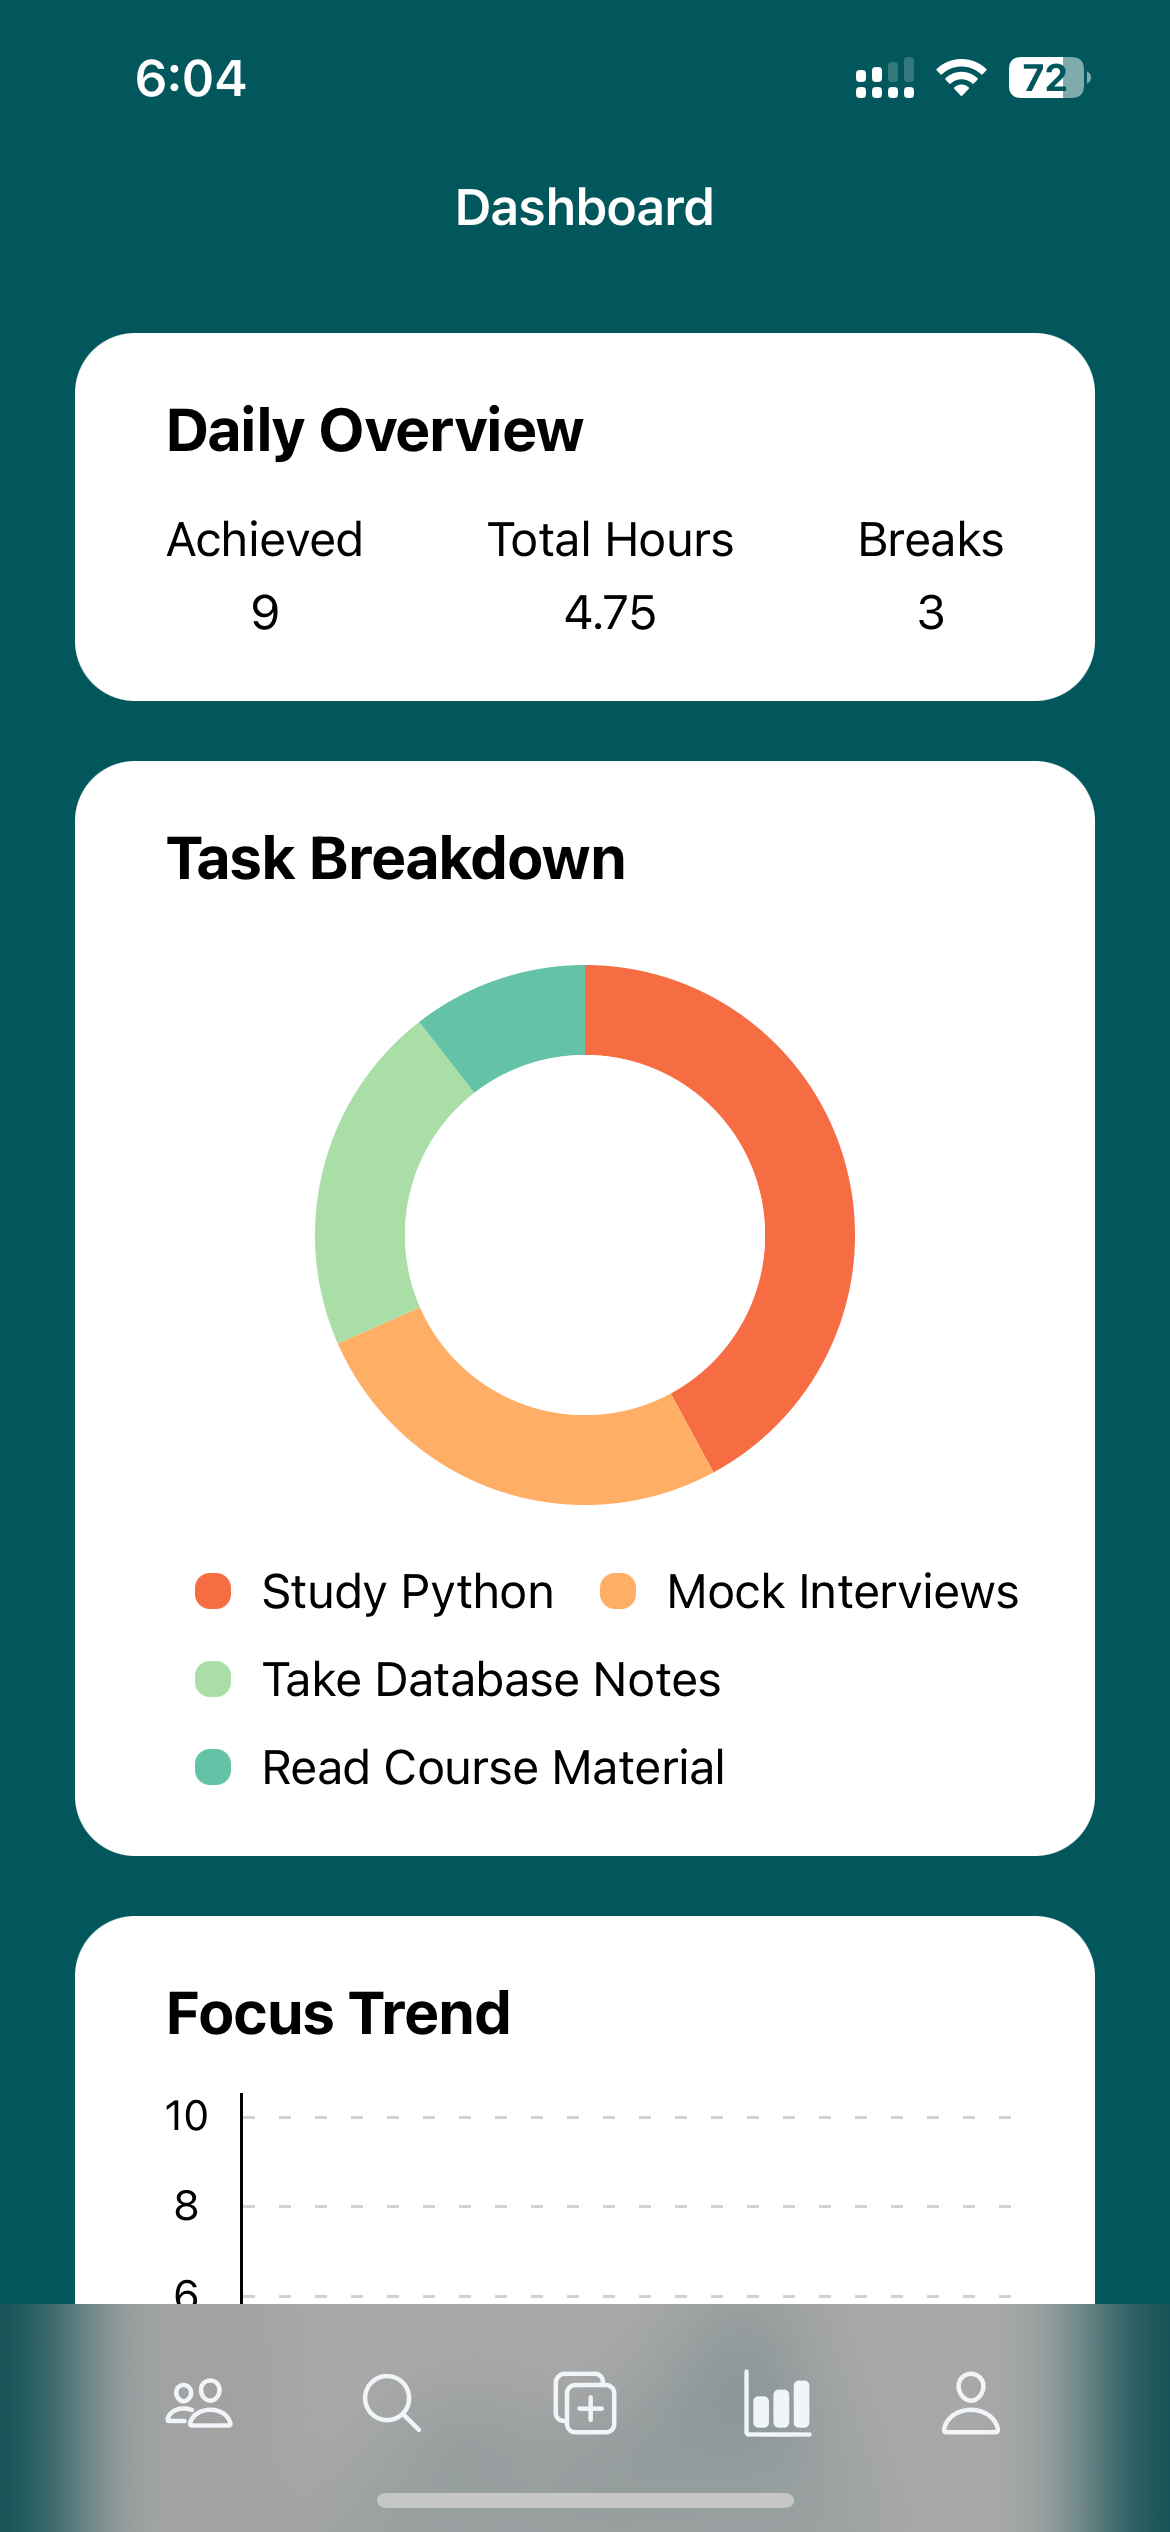 6:04 72
Dashboard
Daily Overview
Achieved Total Hours Breaks
9 4.75 3
Task Breakdown
Study Python Mock Interviews
Take Database Notes
Read Course Material
Focus Trend
10
8
6